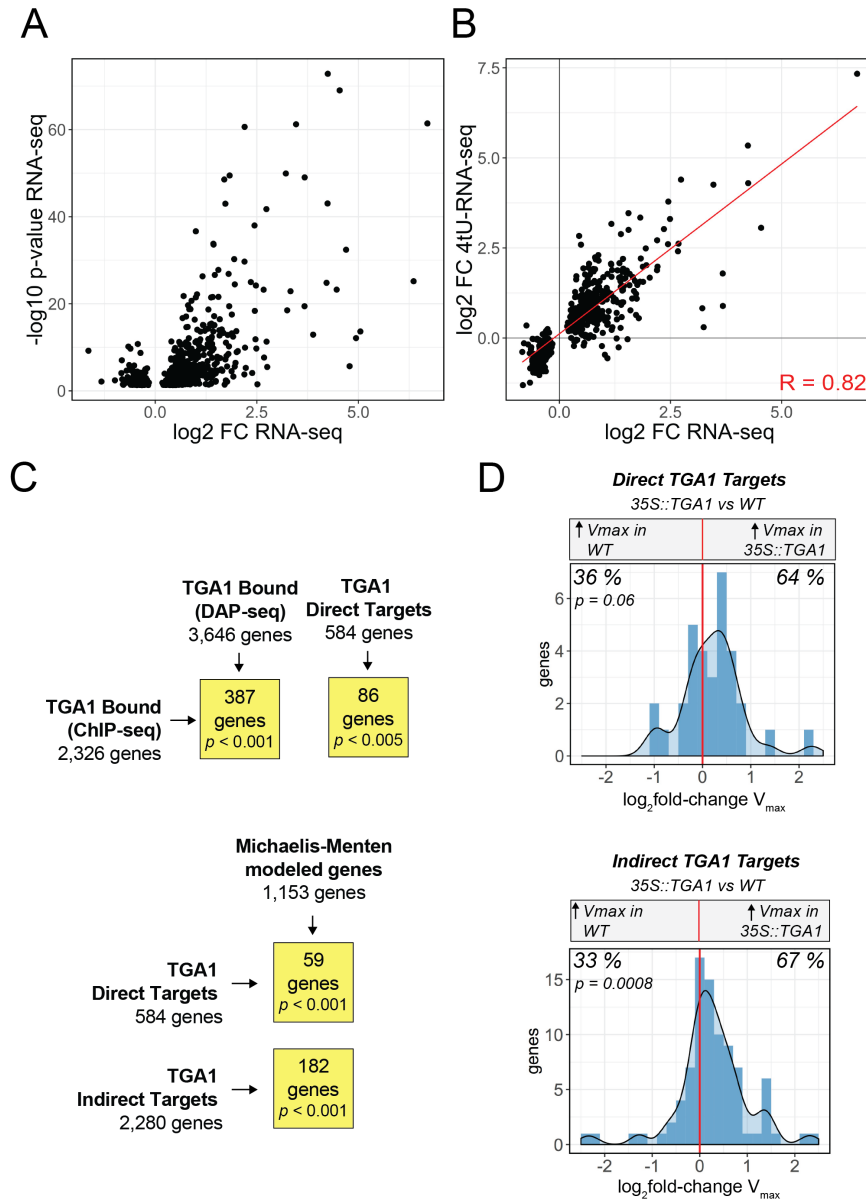 A
-log10 p-value RNA-seq
60
40
20
0
0.0
2.5
5.0
log2 FC RNA-seq
B
log2 FC 4tU-RNA-seq
7.5
5.0
2.5
0.0
R = 0.82
0.0
2.5
5.0
log2 FC RNA-seq
C
TGA1 Bound
(DAP-seq)
3,646 genes
TGA1
Direct Targets
584 genes
TGA1 Bound
(ChIP-seq)
2,326 genes
387
genes
p < 0.001
86
genes
p < 0.005
Michaelis-Menten
modeled genes
1,153 genes
TGA1
Direct Targets
584 genes
59
genes
p < 0.001
TGA1
Indirect Targets
2,280 genes
182
genes
p < 0.001
D
Direct TGA1 Targets
35S::TGA1 vs WT
↑ Vmax in
WT
↑ Vmax in
35S::TGA1
36 %
p = 0.06
64 %
genes
6
4
2
0
-2
-1
0
1
2
log2fold-change Vmax
Indirect TGA1 Targets
35S::TGA1 vs WT
↑ Vmax in
WT
↑ Vmax in
35S::TGA1
33 %
p = 0.0008
67 %
genes
15
10
5
0
-2
-1
0
1
2
log2fold-change Vmax